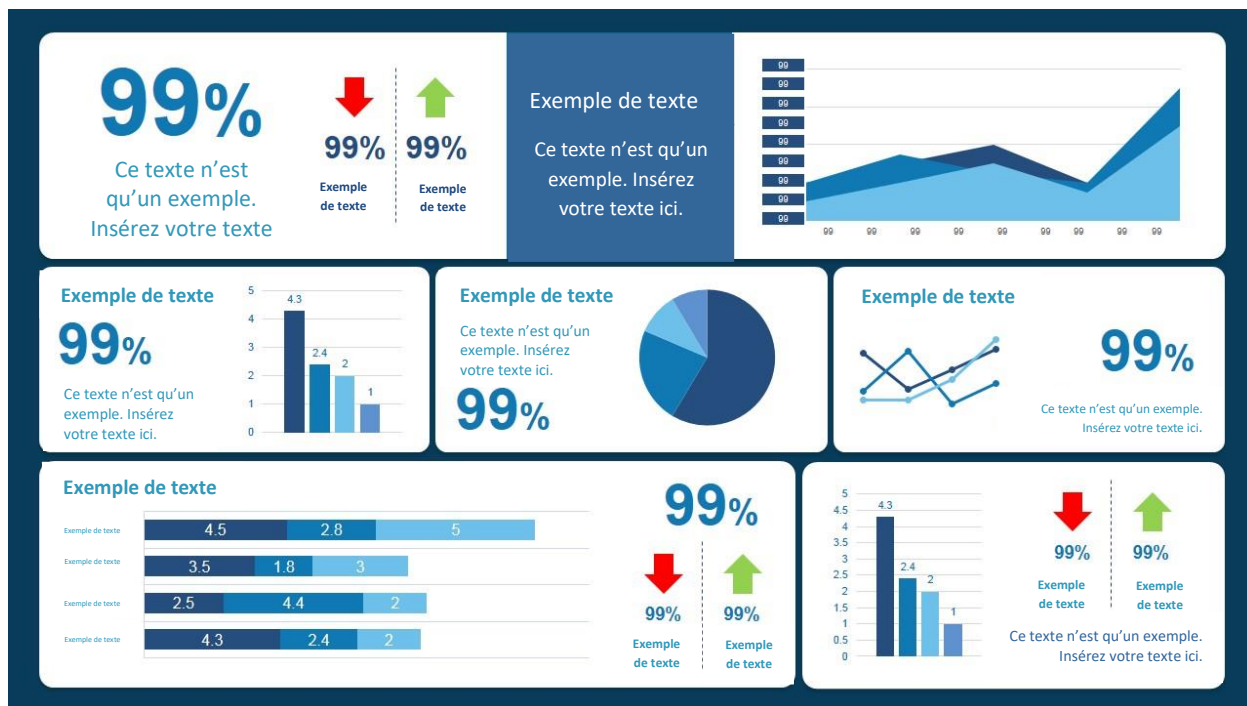 99%
Ce texte n’est
qu’un exemple.
Insérez votre texte
99%
Exemple
de texte
99%
Exemple
de texte
Exemple de texte
Ce texte n’est qu’un
exemple. Insérez
votre texte ici.
99
99
99
99
99
99
99
99
99
99 99 99 99 99 99 99 99 99
Exemple de texte
99%
Ce texte n’est qu’un
exemple. Insérez
votre texte ici.
5
4
3
2
1
0
4.3
2.4
2
1
Exemple de texte
Ce texte n’est qu’un
exemple. Insérez
votre texte ici.
99%
Exemple de texte
99%
Ce texte n’est qu’un exemple.
Insérez votre texte ici.
Exemple de texte
Exemple de texte 4.5 2.8 5
Exemple de texte 3.5 1.8 3
Exemple de texte 2.5 4.4 2
Exemple de texte 4.3 2.4 2
99%
99%
Exemple
de texte
99%
Exemple
de texte
5
4.5
4
3.5
3
2.5
2
1.5
1
0.5
0
4.3
2.4
2
1
99%
Exemple
de texte
99%
Exemple
de texte
Ce texte n’est qu’un exemple.
Insérez votre texte ici.